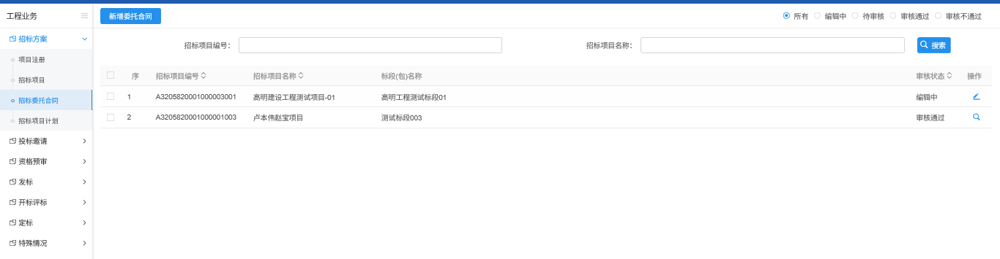 工程业务
新增委托合同
所有 编辑中 待审核 审核通过 审核不通过
招标方案
项目注册
招标项目
招标委托合同
招标项目计划
投标邀请
资格预审
发标
开标评标
定标
特殊情况
招标项目编号： 招标项目名称： 搜索
序 招标项目编号 招标项目名称 标段(包)名称 审核状态 操作
1 A3205820001000003001 高明建设工程测试项目-01 高明工程测试标段01 编辑中
2 A3205820001000001003 卢本伟赵宝项目 测试标段003 审核通过